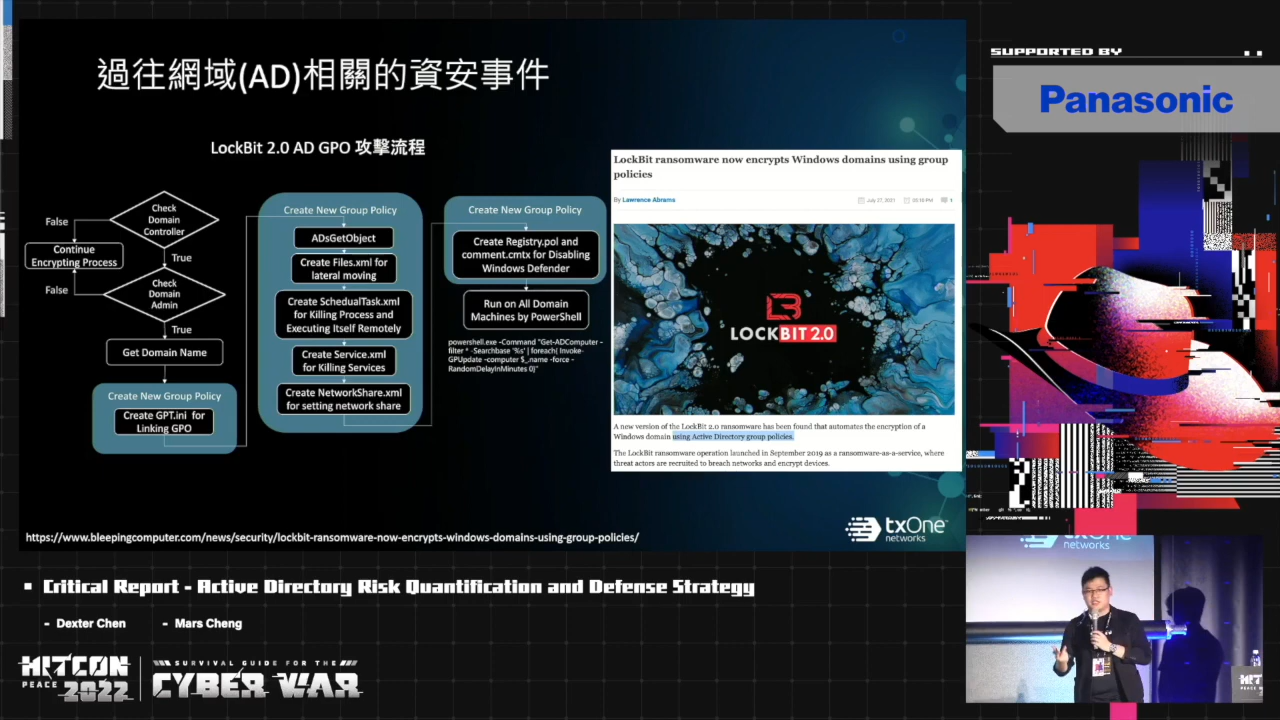 過往網域(AD)相關的資安事件
LockBit 2.0 AD GPO 攻擊流程
Check
Domain
Controller
False
Continue
Encrypting Process
True
False
Check
Domain
Admin
True
Get Domain Name
Create New Group Policy
Create GPT.ini for
Linking GPO
Create New Group Policy
ADsGetObject
Create Files.xml for
lateral moving
Create SchedualTask.xml
for Killing Process and
Executing Itself Remotely
Create Service.xml
for Killing Services
Create NetworkShare.xml
for setting network share
Create New Group Policy
Create Registry.pol and
comment.cmtx for Disabling
Windows Defender
Run on All Domain
Machines by PowerShell
powershell.exe -Command "Get-ADComputer -
filter * -Searchbase '%s' | foreach{ Invoke-
GPUpdate -computer $_.name -force -
RandomDelayInMinutes 0}"
LockBit ransomware now encrypts Windows domains using group
policies
By Lawrence Abrams
July 27, 2021
03:10 PM
1
LOCKBIT 2.0
A new version of the LockBit 2.0 ransomware has been found that automates the encryption of a
Windows domain using Active Directory group policies.
The LockBit ransomware operation launched in September 2019 as a ransomware-as-a-service, where
threat actors are recruited to breach networks and encrypt devices.
https://www.bleepingcomputer.com/news/security/lockbit-ransomware-now-encrypts-windows-domains-using-group-policies/
txOne
networks
SUPPORTED BY
Panasonic
networks
Critical Report - Active Directory Risk Quantification and Defense Strategy
- Dexter Chen
- Mars Cheng
HITCON
PEACE 2022
SURVIVAL GUIDE FOR THE
CYBER WAR